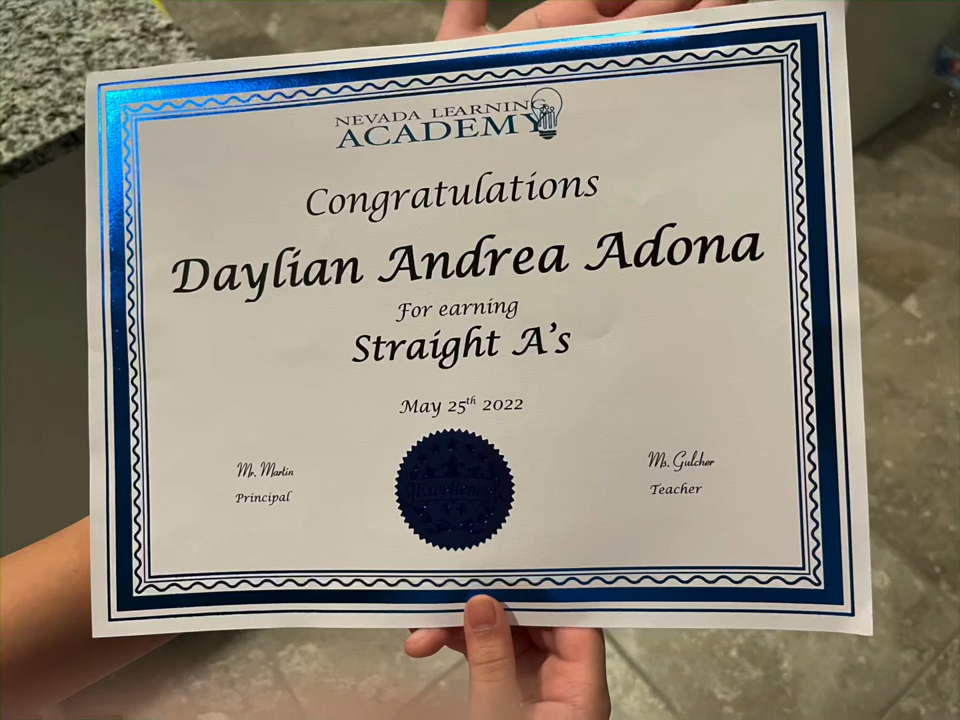 NEVADA LEARNING
ACADEMY
Congratulations
Daylian Andrea Adona
For earning
Straight A's
May 25th 2022
Mr. Martin
Principal
Excellence
Ms. Gulcher
Teacher